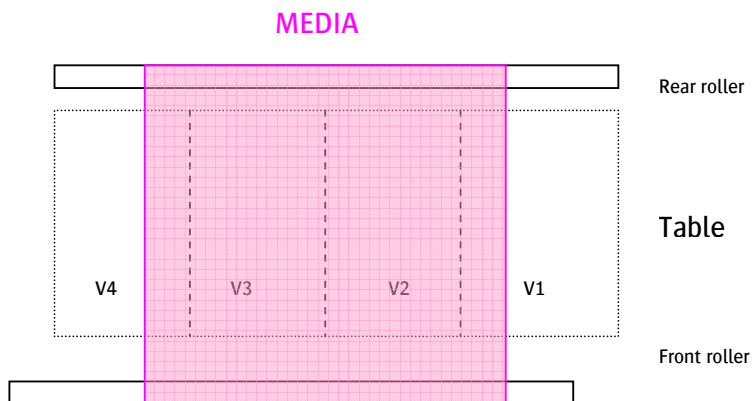 MEDIA
Rear roller
Table
V4 V3 V2 V1
Front roller